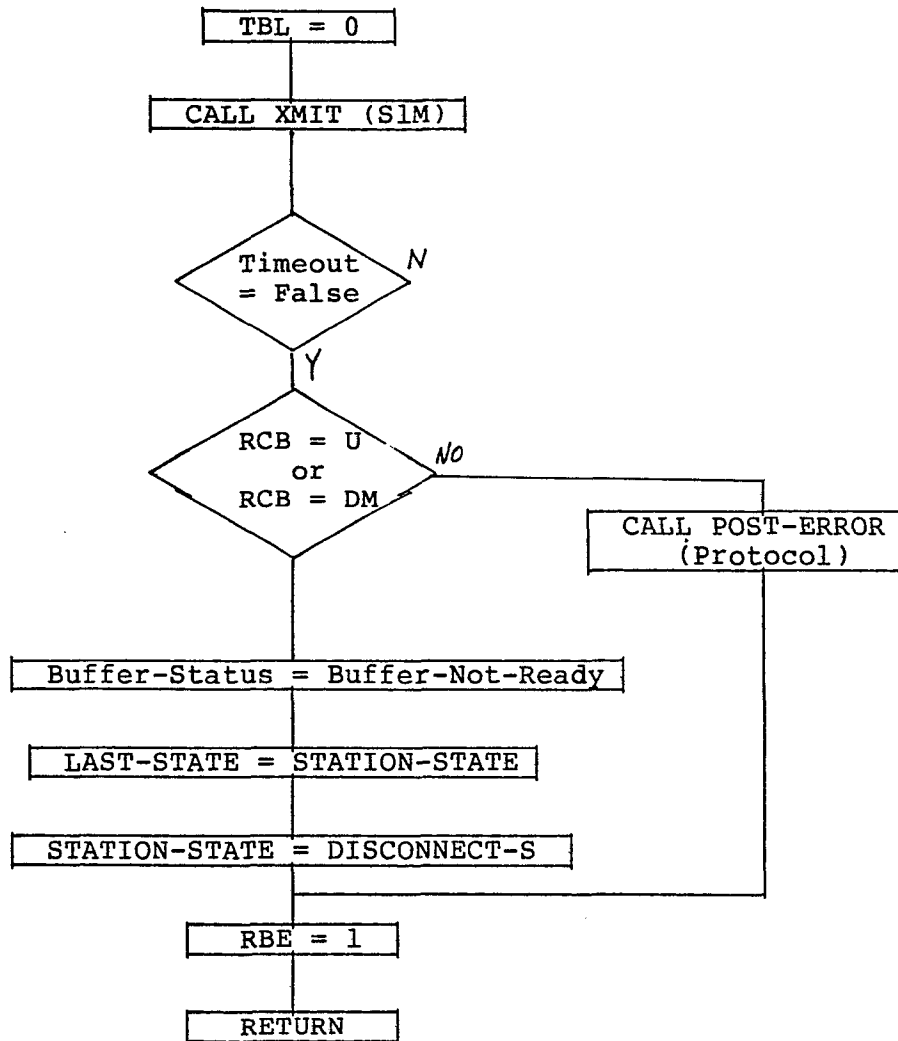 TBL = 0
CALL XMIT (S1M)
Timeout
= False
N
Y
RCB = U
or
RCB = DM
NO
CALL POST-ERROR
(Protocol)
Buffer-Status = Buffer-Not-Ready
LAST-STATE = STATION-STATE
STATION-STATE = DISCONNECT-S
RBE = 1
RETURN